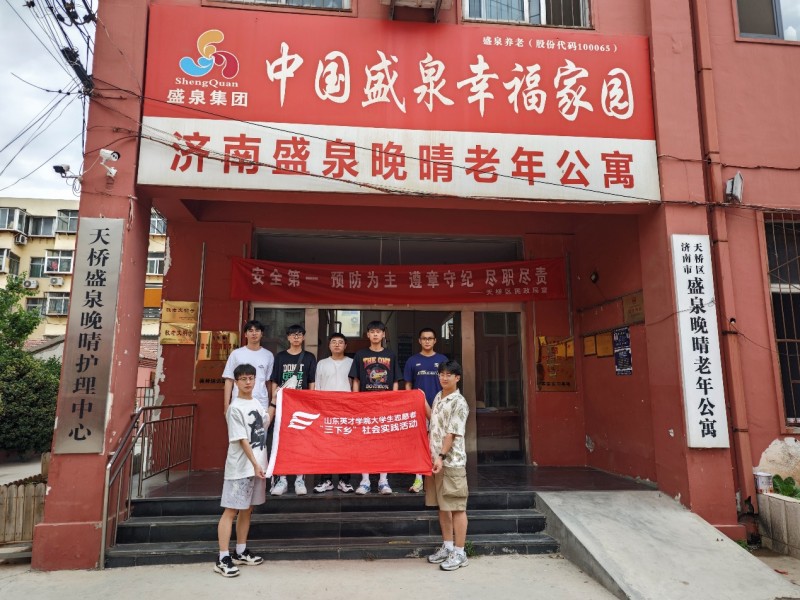 盛泉养老（股份代码100065）
ShengQuan
盛泉集团
中国盛泉幸福家园
济南盛泉晚晴老年公寓
天桥盛泉晚晴护理中心
安全第一 预防为主 遵章守纪 尽职尽责
济南市天桥区
盛泉晚晴老年公寓
山东英才学院大学生志愿者
“三下乡”社会实践活动